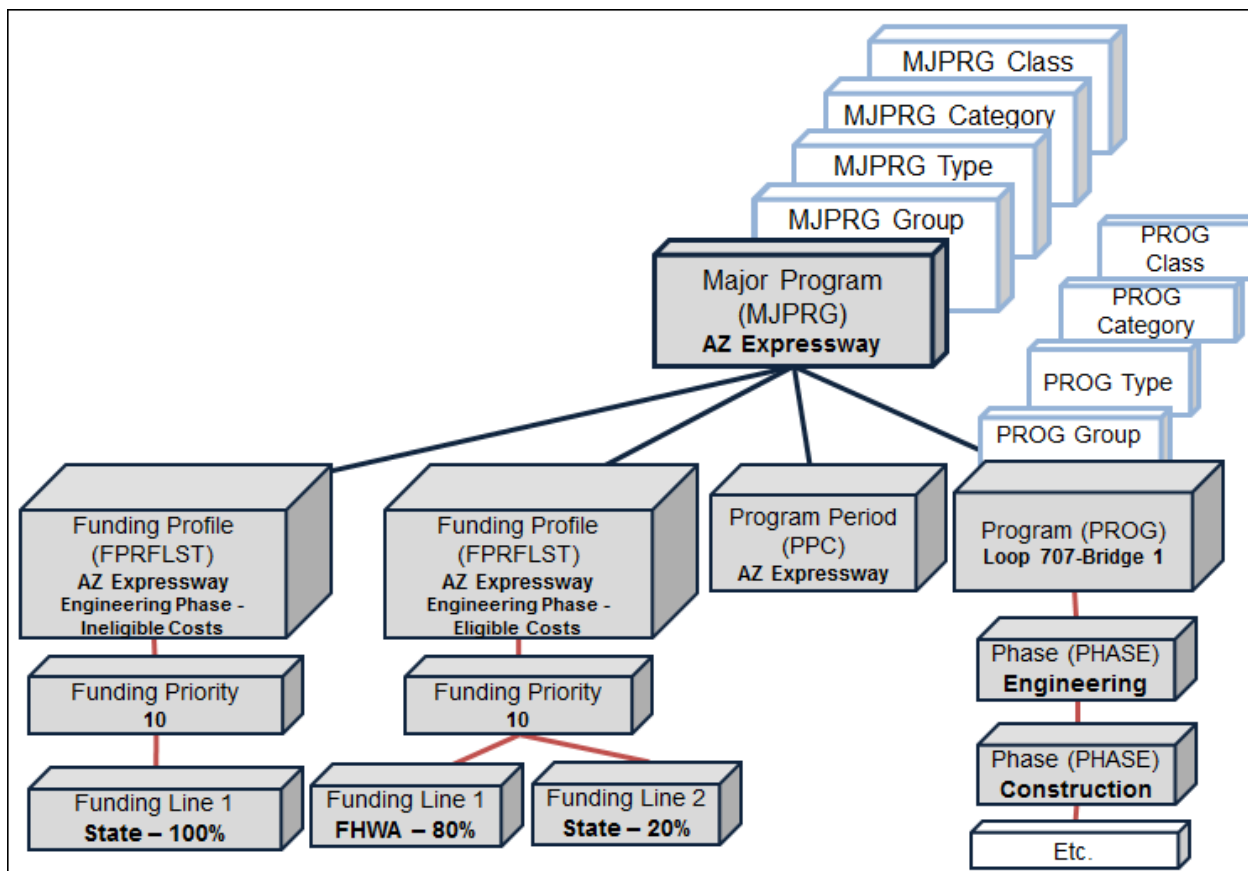 MJPRG Class
MJPRG Category
MJPRG Type
MJPRG Group
Major Program
(MJPRG)
AZ Expressway
PROG
Class
PROG
Category
PROG Type
PROG Group
Funding Profile
(FPRFLST)
AZ Expressway
Engineering Phase -
Ineligible Costs
Funding Profile
(FPRFLST)
AZ Expressway
Engineering Phase -
Eligible Costs
Program Period
(PPC)
AZ Expressway
Program (PROG)
Loop 707-Bridge 1
Funding Priority
10
Funding Priority
10
Phase (PHASE)
Engineering
Funding Line 1
State – 100%
Funding Line 1
FHWA – 80%
Funding Line 2
State – 20%
Phase (PHASE)
Construction
Etc.